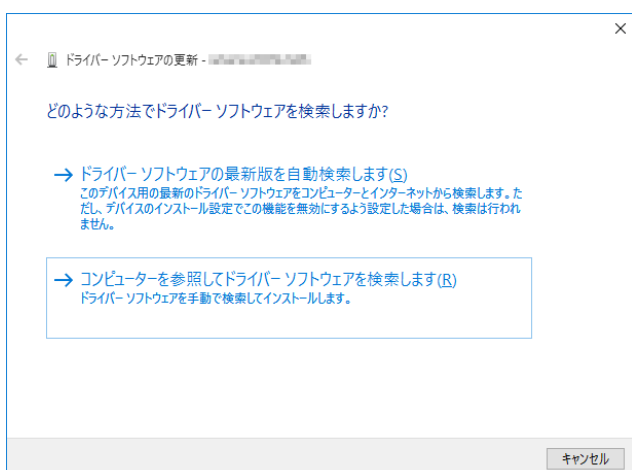 ドライバー ソフトウェアの更新 -
どのような方法でドライバー ソフトウェアを検索しますか?
→ ドライバー ソフトウェアの最新版を自動検索します(S)
このデバイス用の最新のドライバー ソフトウェアをコンピューターとインターネットから検索します。た
だし、デバイスのインストール設定でこの機能を無効にするよう設定した場合は、検索は行われ
ません。
→ コンピューターを参照してドライバー ソフトウェアを検索します(R)
ドライバー ソフトウェアを手動で検索してインストールします。
キャンセル